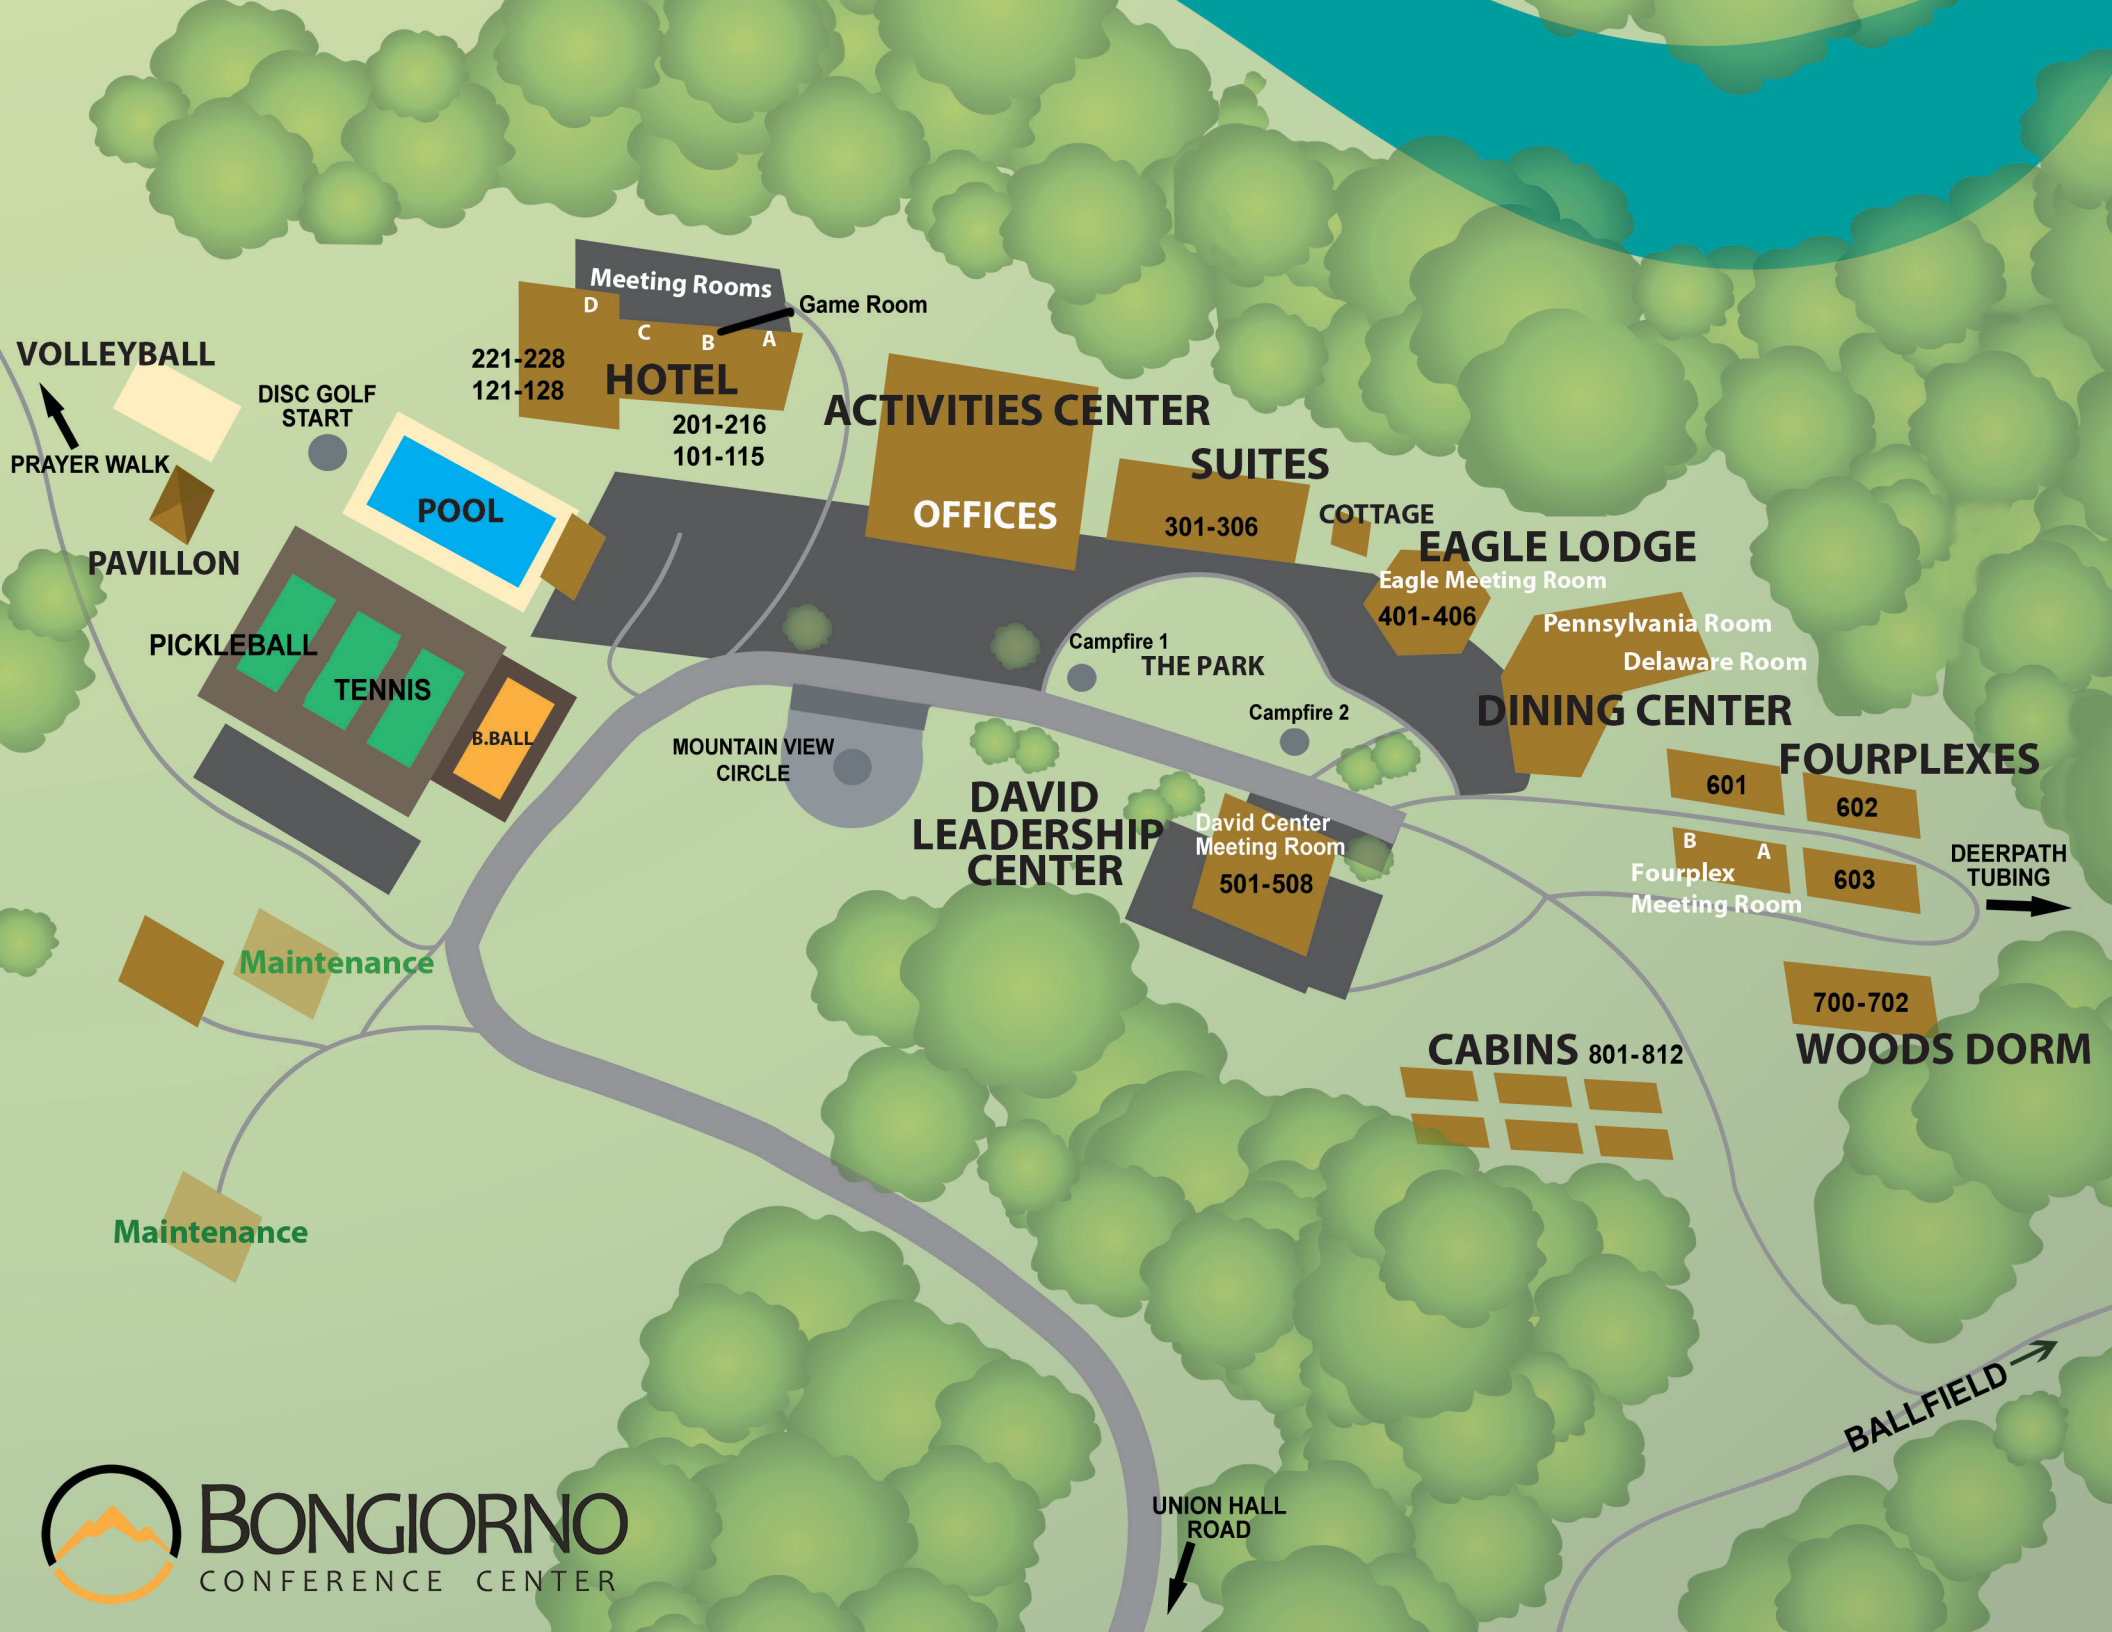 Meeting Rooms
D
C
B
A
Game Room
221-228
121-128
HOTEL
201-216
101-115
VOLLEYBALL
DISC GOLF
START
PRAYER WALK
PAVILLON
POOL
PICKLEBALL
TENNIS
B.BALL
ACTIVITIES CENTER
OFFICES
SUITES
301-306
COTTAGE
EAGLE LODGE
Eagle Meeting Room
401-406
Pennsylvania Room
Delaware Room
DINING CENTER
Campfire 1
THE PARK
Campfire 2
MOUNTAIN VIEW
CIRCLE
DAVID
LEADERSHIP
CENTER
David Center
Meeting Room
501-508
FOURPLEXES
601
602
B
A
603
Fourplex
Meeting Room
DEERPATH
TUBING
700-702
WOODS DORM
CABINS 801-812
Maintenance
Maintenance
BALLFIELD
UNION HALL
ROAD
BONGIORNO
CONFERENCE CENTER